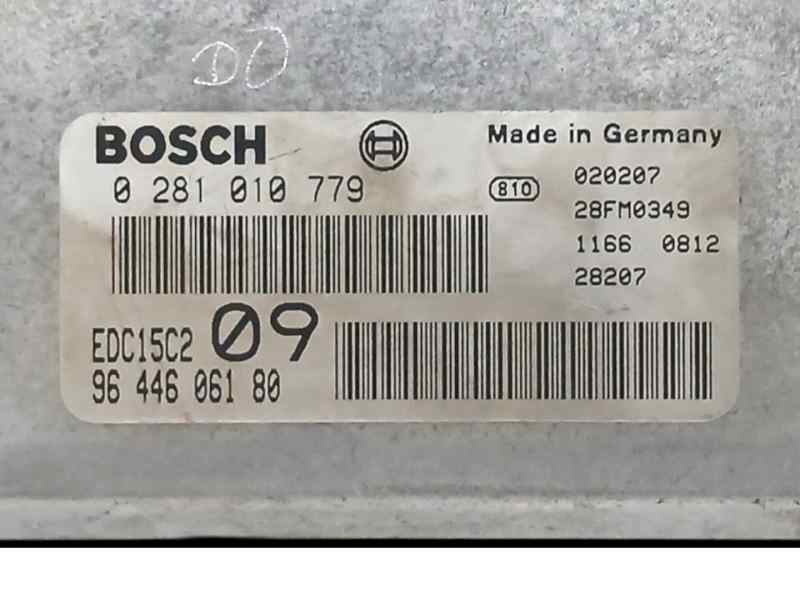 DO
BOSCH
Made in Germany
0 281 010 779
810
020207
28FM0349
1166 0812
28207
EDC15C2 09
96 446 061 80